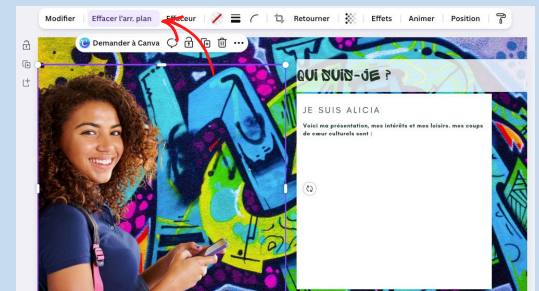 Modifier Effacer l'arr. plan Effaceur Retourner Effets Animer Position
Demander à Canva
QUI SUIS-JE ?
JE SUIS ALICIA
Voici ma présentation, mes intérêts et mes loisirs. mes coups
de cœur culturels sont :